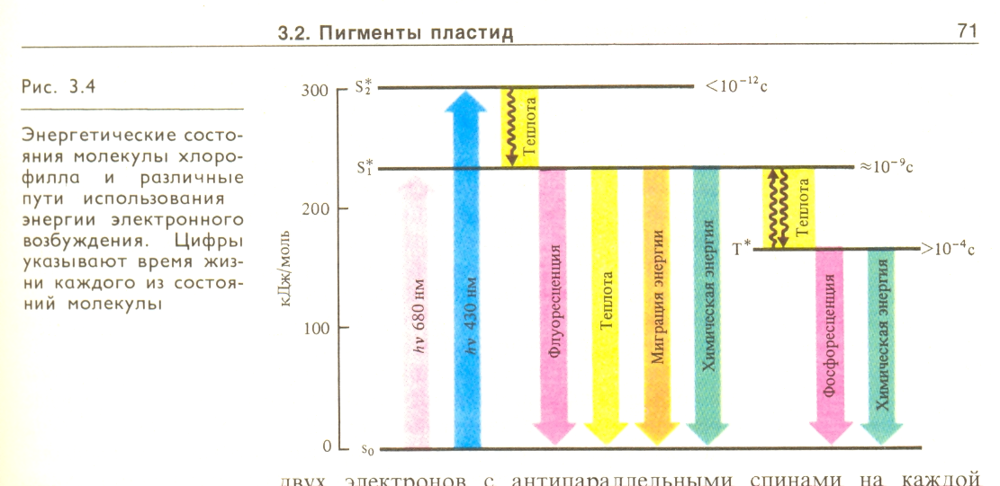 3.2. Пигменты пластид
71
Рис. 3.4
Энергетические состо-
яния молекулы хлоро-
филла и различные
пути использования
энергии электронного
возбуждения. Цифры
указывают время жиз-
ни каждого из состоя-
ний молекулы
кДж/моль
300
200
100
0
S₂*
<10⁻¹²с
Теплота
S₁*
≈10⁻⁹с
Теплота
T*
>10⁻⁴с
hν 680 нм
hν 430 нм
Флуоресценция
Теплота
Миграция энергии
Химическая энергия
Фосфоресценция
Химическая энергия
S₀
двух электронов с антипараллельными спинами на каждой